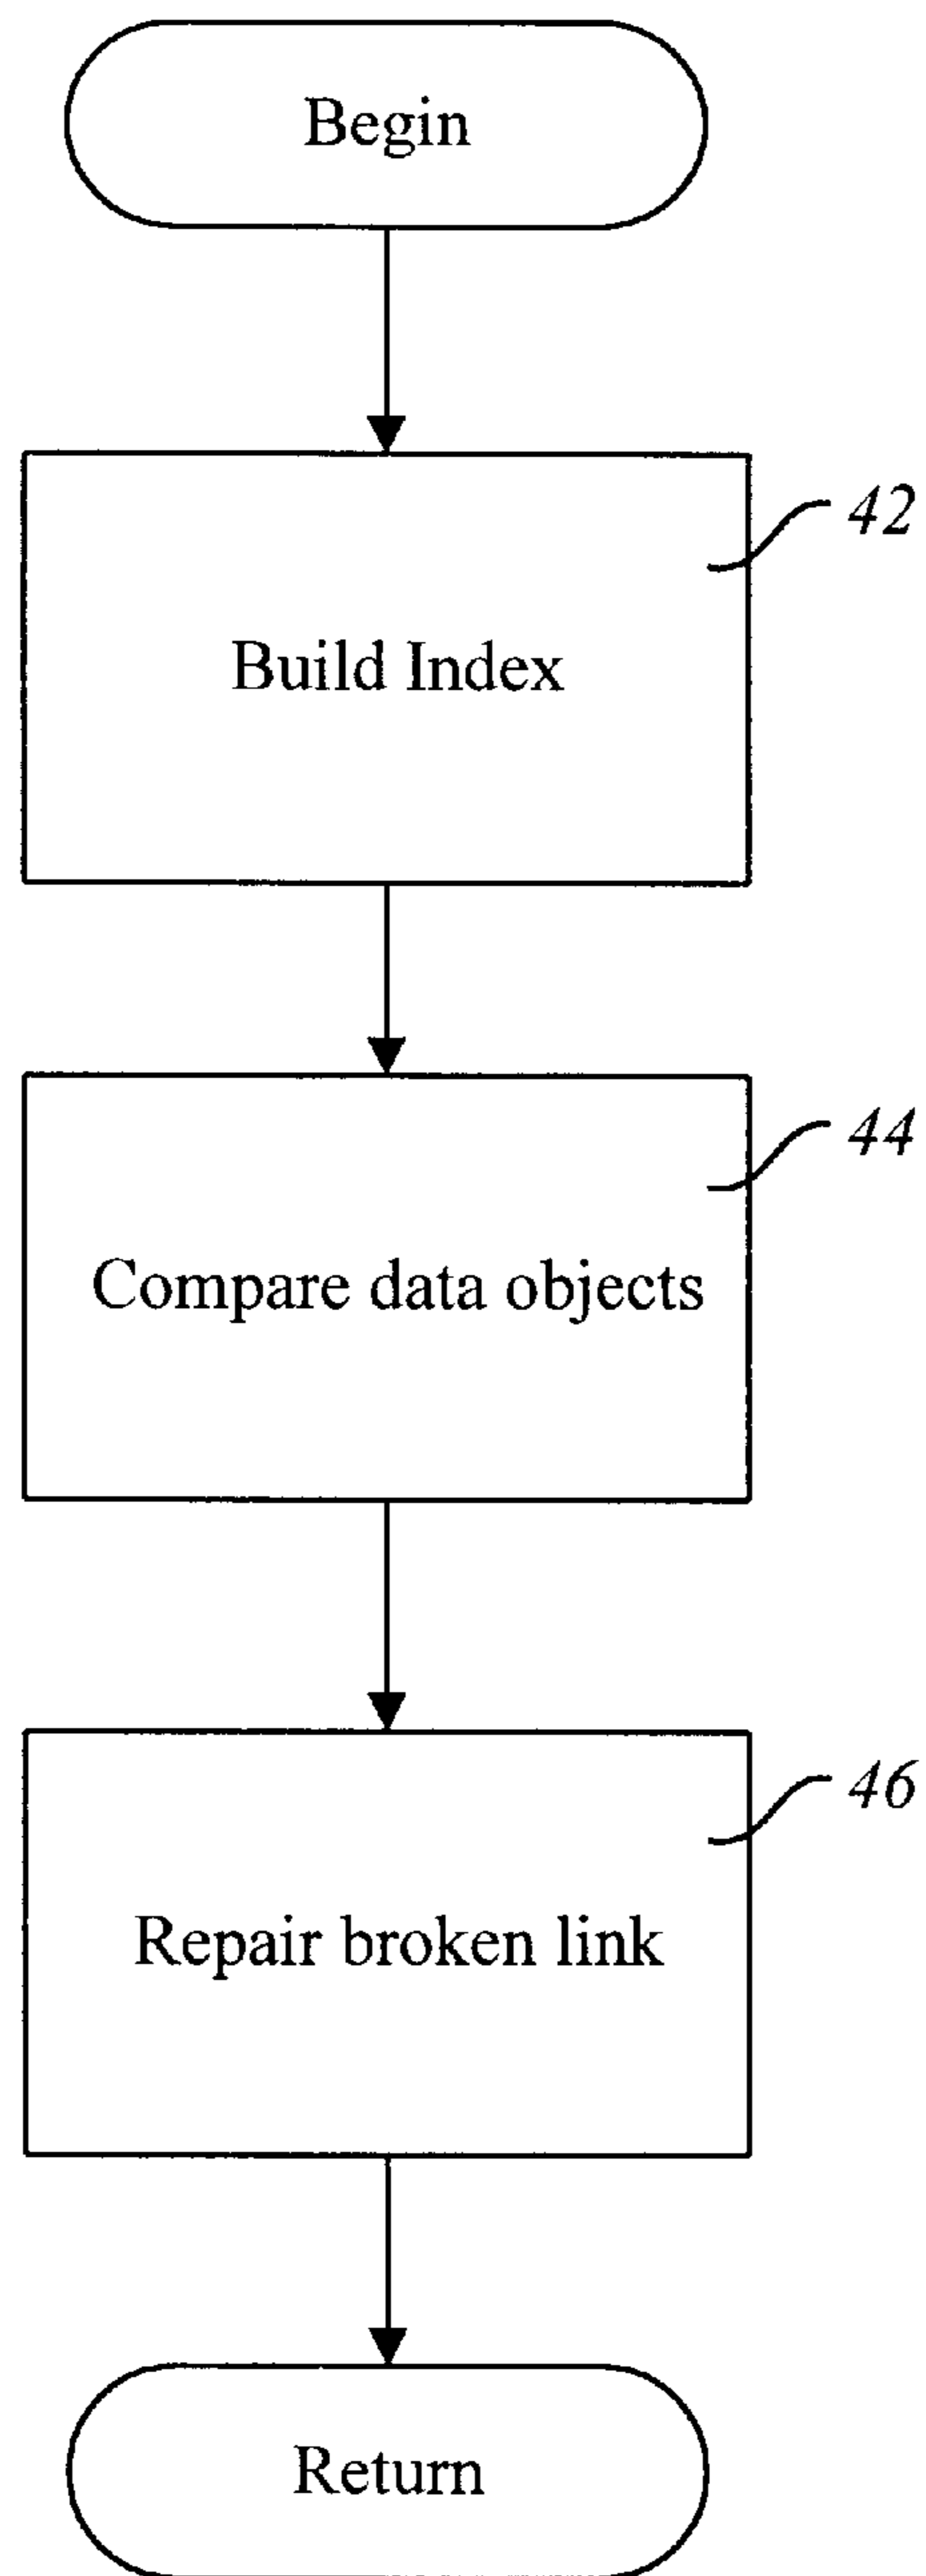 Begin
42
Build Index
44
Compare data objects
46
Repair broken link
Return